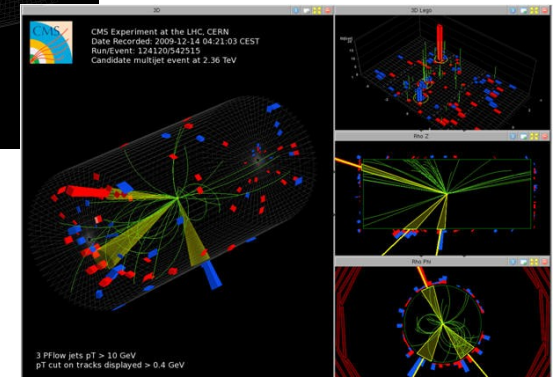 3D
CMS
CMS Experiment at the LHC, CERN
Date Recorded: 2009-12-14 04:21:03 CEST
Run/Event: 124120/542515
Candidate multijet event at 2.36 TeV
3 PFlow jets pT > 10 GeV
pT cut on tracks displayed > 0.4 GeV
3D Lego
Rho Z
Rho Phi